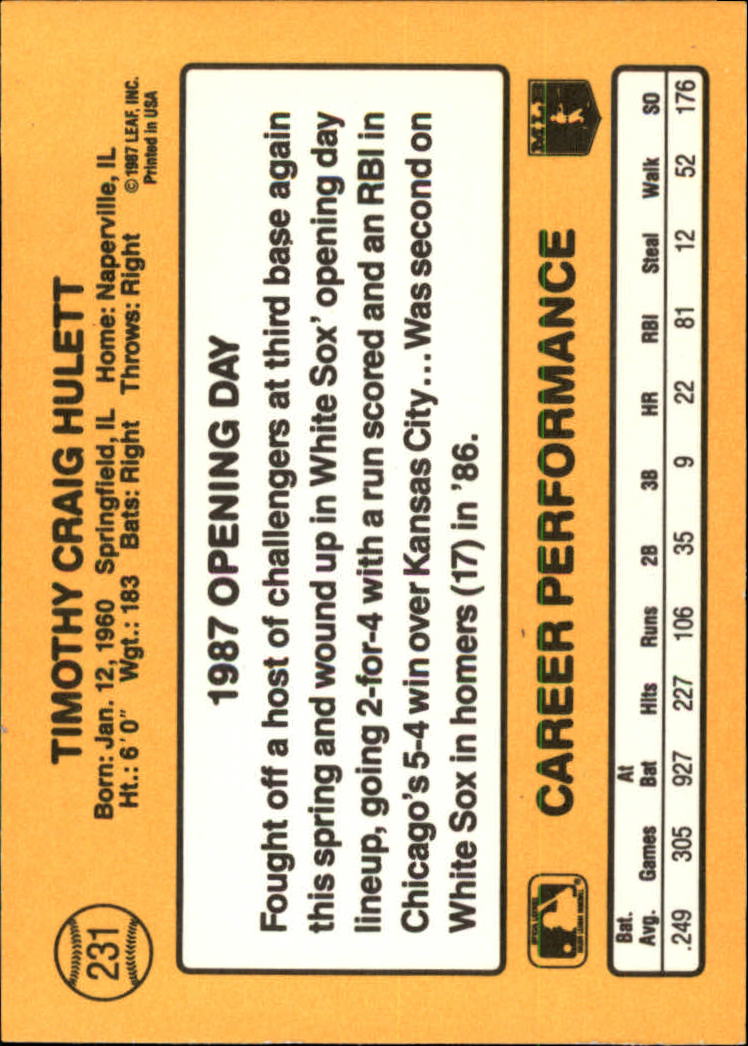 231
TIMOTHY CRAIG HULETT
Born: Jan. 12, 1960 Springfield, IL Home: Naperville, IL
Ht.: 6'0" Wgt.: 183 Bats: Right Throws: Right
© 1987 LEAF, INC.
Printed in USA
1987 OPENING DAY
Fought off a host of challengers at third base again
this spring and wound up in White Sox' opening day
lineup, going 2-for-4 with a run scored and an RBI in
Chicago's 5-4 win over Kansas City...Was second on
White Sox in homers (17) in '86.
CAREER PERFORMANCE
MLB
Bat. Avg. Games At Bat Hits Runs 2B 3B HR RBI Steal Walk SO
.249 305 927 227 106 35 9 22 81 12 52 176